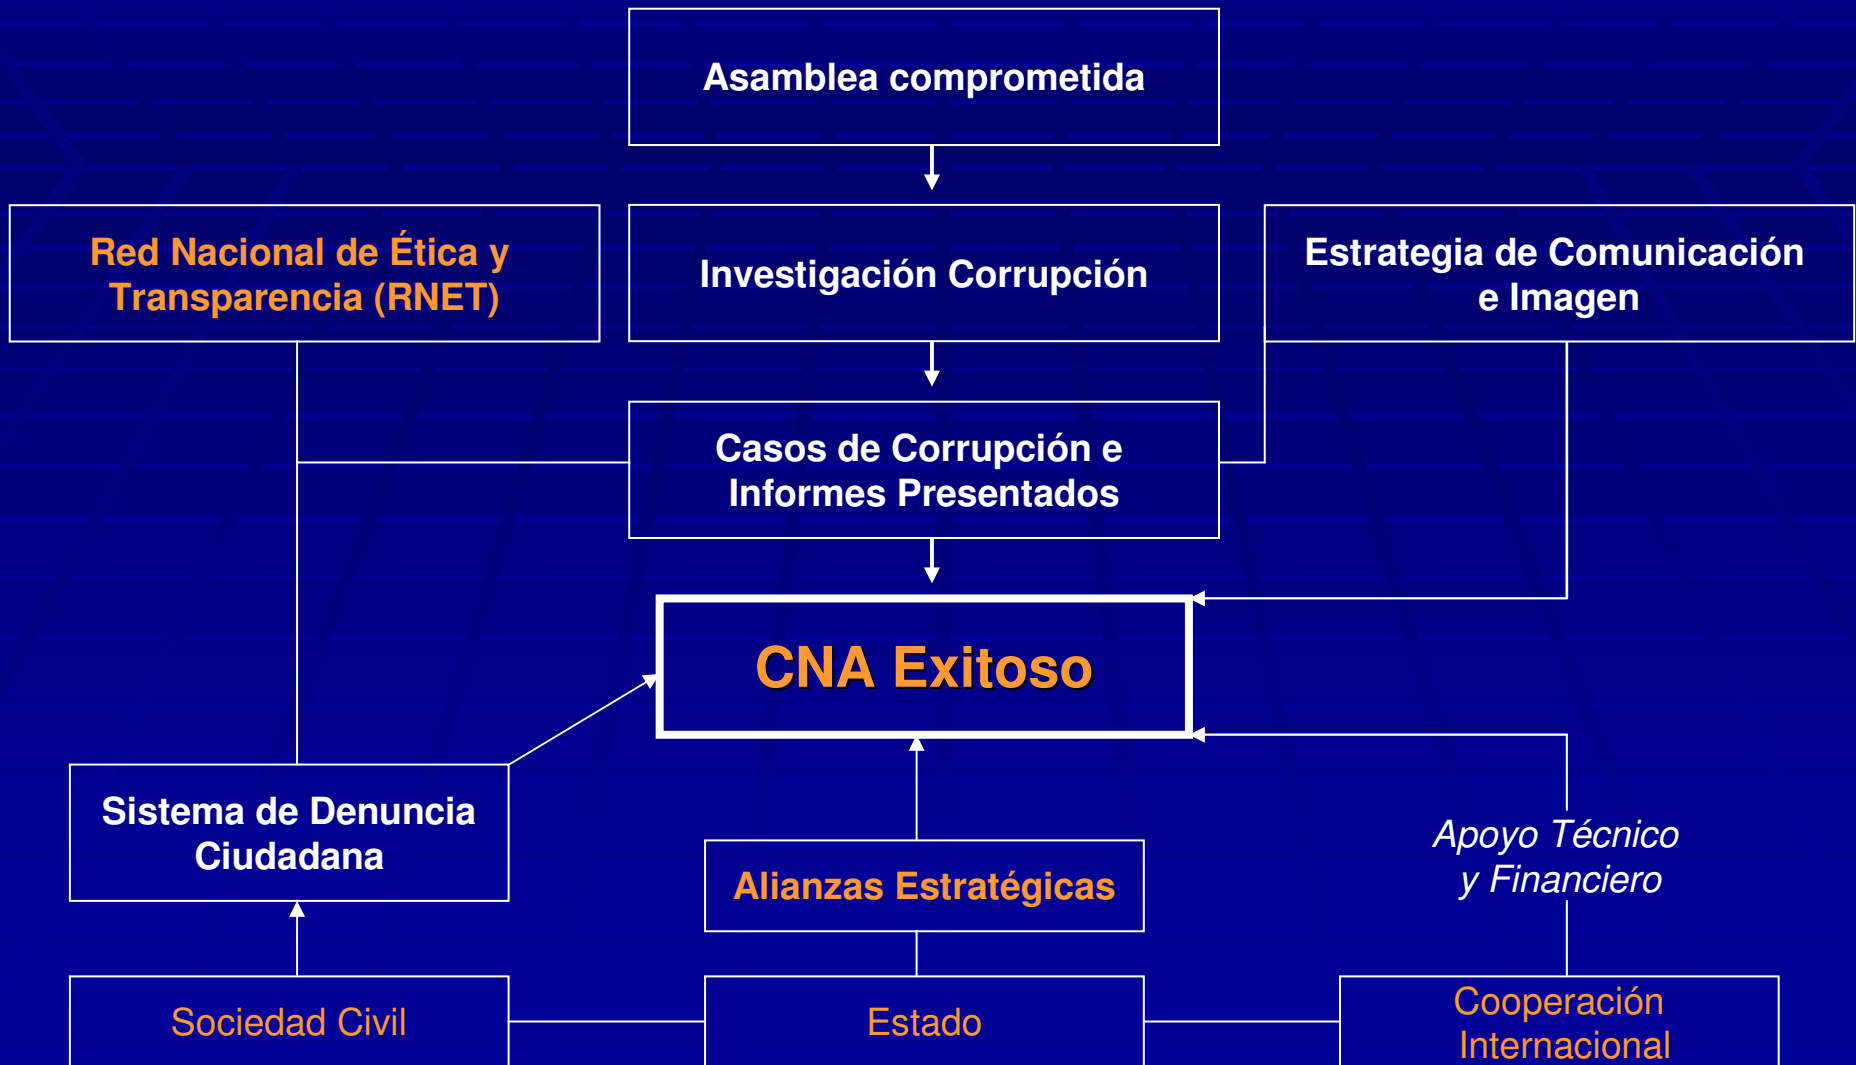 Asamblea comprometida
Red Nacional de Ética y
Transparencia (RNET)
Investigación Corrupción
Estrategia de Comunicación
e Imagen
Casos de Corrupción e
Informes Presentados
CNA Exitoso
Sistema de Denuncia
Ciudadana
Alianzas Estratégicas
Apoyo Técnico
y Financiero
Sociedad Civil
Estado
Cooperación
Internacional